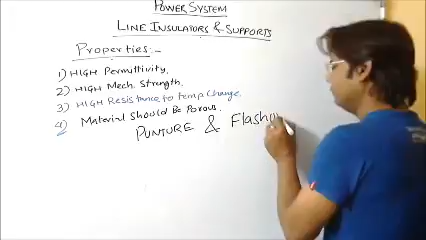 POWER SYSTEM
LINE INSULATORS & SUPPORTS
Properties:-
1) HIGH Permittivity.
2) HIGH Mech. Strength.
3) HIGH Resistance to temp Change.
4) Material Should Be Porous.
PUNTURE & Flasho